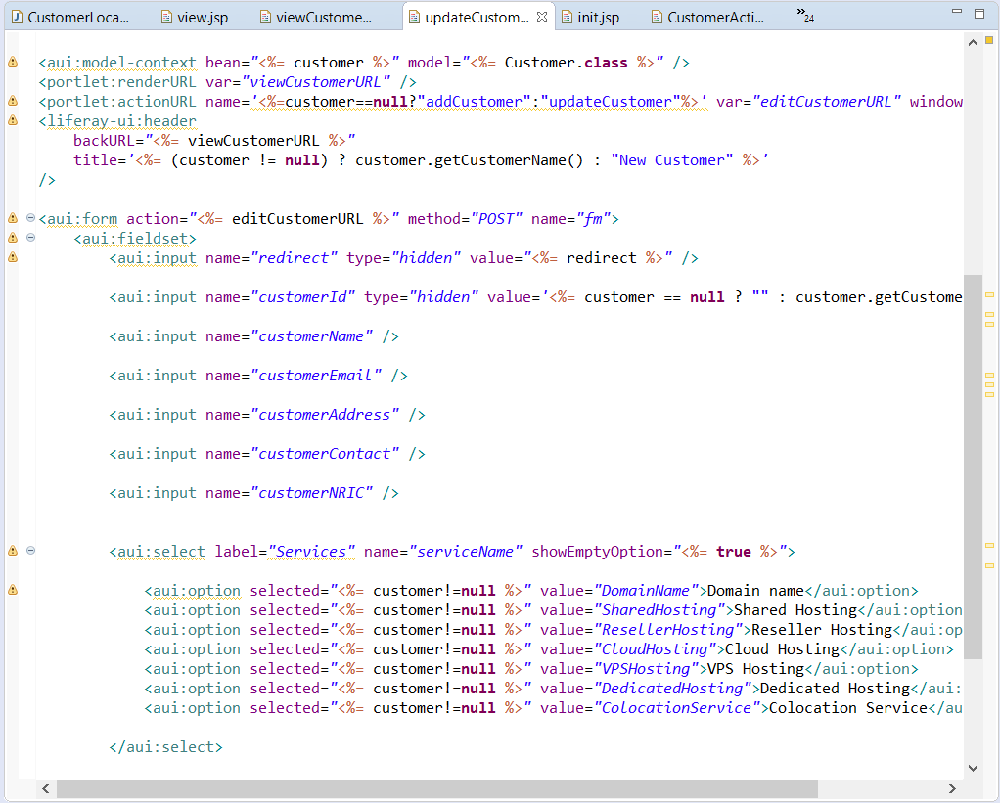 CustomerLoca... view.jsp viewCustome... updateCustom... init.jsp CustomerActi... »24
<aui:model-context bean="<%= customer %>" model="<%= Customer.class %>" />
<portlet:renderURL var="viewCustomerURL" />
<portlet:actionURL name='<%=customer==null?"addCustomer":"updateCustomer"%>' var="editCustomerURL" window
<liferay-ui:header
    backURL="<%= viewCustomerURL %>"
    title='<%= (customer != null) ? customer.getCustomerName() : "New Customer" %>'
/>
<aui:form action="<%= editCustomerURL %>" method="POST" name="fm">
    <aui:fieldset>
        <aui:input name="redirect" type="hidden" value="<%= redirect %>" />
        <aui:input name="customerId" type="hidden" value='<%= customer == null ? "" : customer.getCustome
        <aui:input name="customerName" />
        <aui:input name="customerEmail" />
        <aui:input name="customerAddress" />
        <aui:input name="customerContact" />
        <aui:input name="customerNRIC" />
        <aui:select label="Services" name="serviceName" showEmptyOption="<%= true %>">
            <aui:option selected="<%= customer!=null %>" value="DomainName">Domain name</aui:option>
            <aui:option selected="<%= customer!=null %>" value="SharedHosting">Shared Hosting</aui:option
            <aui:option selected="<%= customer!=null %>" value="ResellerHosting">Reseller Hosting</aui:op
            <aui:option selected="<%= customer!=null %>" value="CloudHosting">Cloud Hosting</aui:option>
            <aui:option selected="<%= customer!=null %>" value="VPSHosting">VPS Hosting</aui:option>
            <aui:option selected="<%= customer!=null %>" value="DedicatedHosting">Dedicated Hosting</aui:
            <aui:option selected="<%= customer!=null %>" value="ColocatedService">Colocation Service</au
        </aui:select>